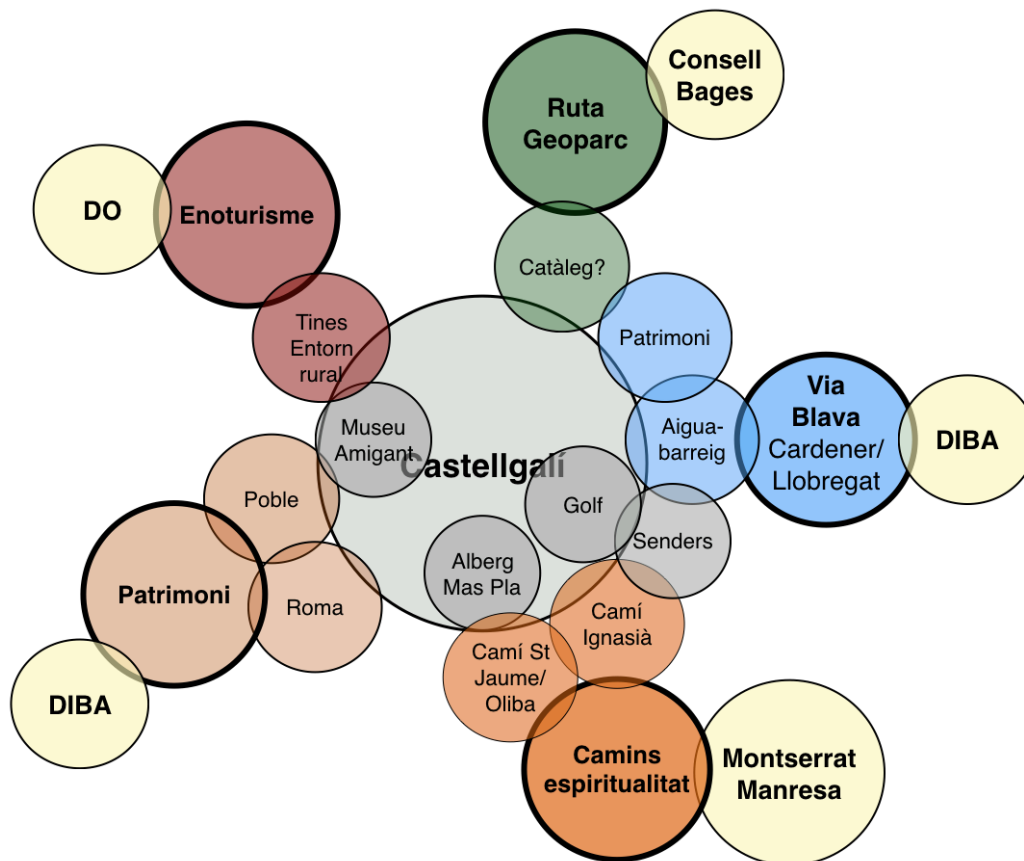 Consell
Bages
Ruta
Geoparc
DO
Enoturisme
Catàleg?
Tines
Entorn
rural
Patrimoni
Via
Blava
Cardener/
Llobregat
DIBA
Aigua-
barreig
Museu
Amigant
Castellgalí
Poble
Golf
Senders
Alberg
Mas Pla
Patrimoni
Roma
Camí
Ignasià
Camí St
Jaume/
Oliba
DIBA
Camins
espiritualitat
Montserrat
Manresa